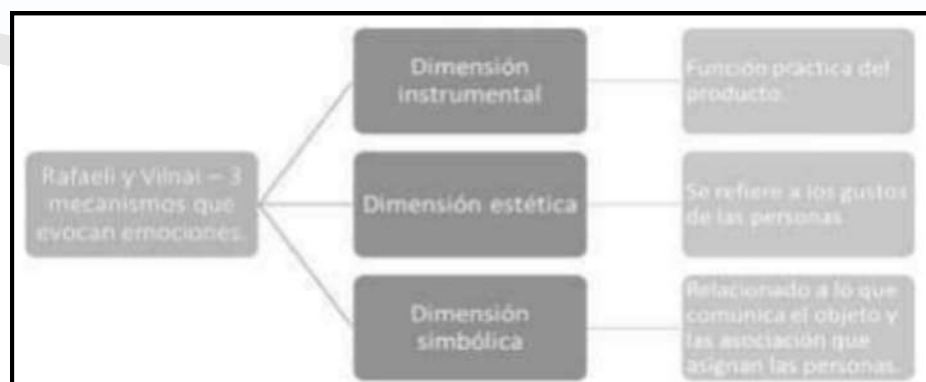 Rafaeli y Vilnai – 3
mecanismos que
evocan emociones.
Dimensión
instrumental
Función práctica del
producto.
Dimensión estética
Se refiere a los gustos
de las personas
Dimensión
simbólica
Relacionado a lo que
comunica el objeto y
las asociación que
asignan las personas.